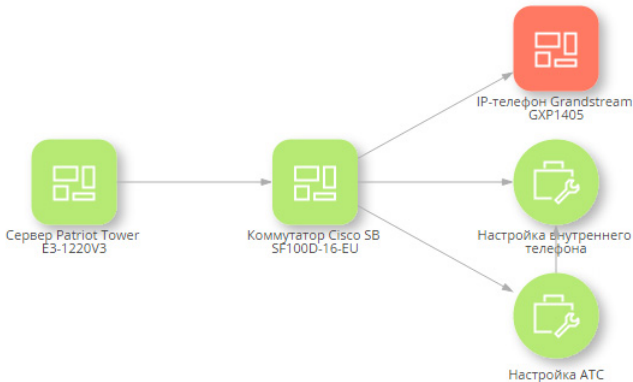 IP-телефон Grandstream
GXP1405
Сервер Patriot Tower
E3-1220V3
Коммутатор Cisco SB
SF100D-16-EU
Настройка внутреннего
телефона
Настройка АТС